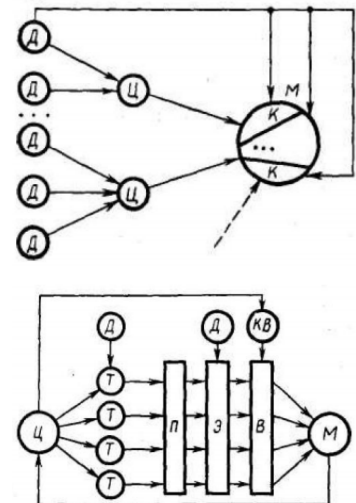 Д
Д Ц К М
...
Д ...
Д Ц К
Д
Д Д КВ
Т
Ц Т П Э В М
Т
Т